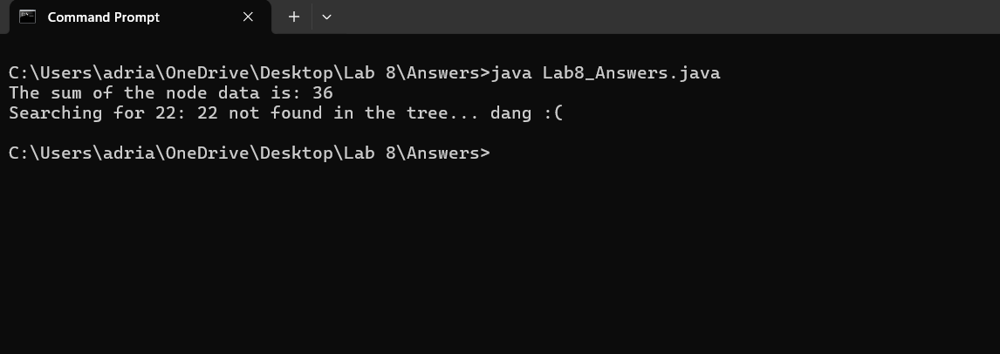 Command Prompt
C:\Users\adria\OneDrive\Desktop\Lab 8\Answers>java Lab8_Answers.java
The sum of the node data is: 36
Searching for 22: 22 not found in the tree... dang :(
C:\Users\adria\OneDrive\Desktop\Lab 8\Answers>